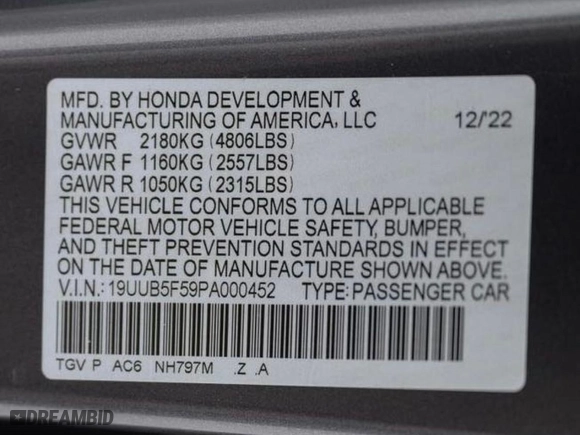 MFD. BY HONDA DEVELOPMENT &
MANUFACTURING OF AMERICA, LLC 12/'22
GVWR 2180KG (4806LBS)
GAWR F 1160KG (2557LBS)
GAWR R 1050KG (2315LBS)
THIS VEHICLE CONFORMS TO ALL APPLICABLE
FEDERAL MOTOR VEHICLE SAFETY, BUMPER,
AND THEFT PREVENTION STANDARDS IN EFFECT
ON THE DATE OF MANUFACTURE SHOWN ABOVE.
V.I.N.: 19UUB5F59PA000452 TYPE: PASSENGER CAR
TGV P AC6 NH797M .Z .A
DREAMBID